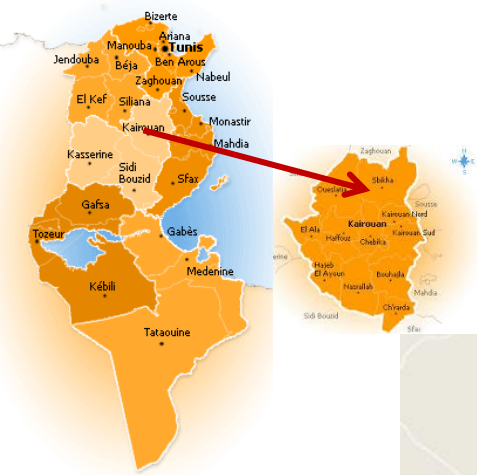 Bizerte
Ariana
Manouba
Tunis
Jendouba
Béja
Ben Arous
Nabeul
Zaghouan
El Kef
Siliana
Sousse
Kairouan
Monastir
Mahdia
Kasserine
Sidi
Bouzid
Sfax
Gafsa
Tozeur
Gabès
Medenine
Kébili
Tataouine
Zaghouan
N
W E
S
Sbikha
Oueslatia
Sousse
Kairouan
Kairouan Nord
El Ala
Haffouz
Chebika
Kairouan Sud
Hajeb
El Ayoun
Bouhajla
Nasrallah
Mahdia
Ch'rarda
Sidi Bouzid
Sfax